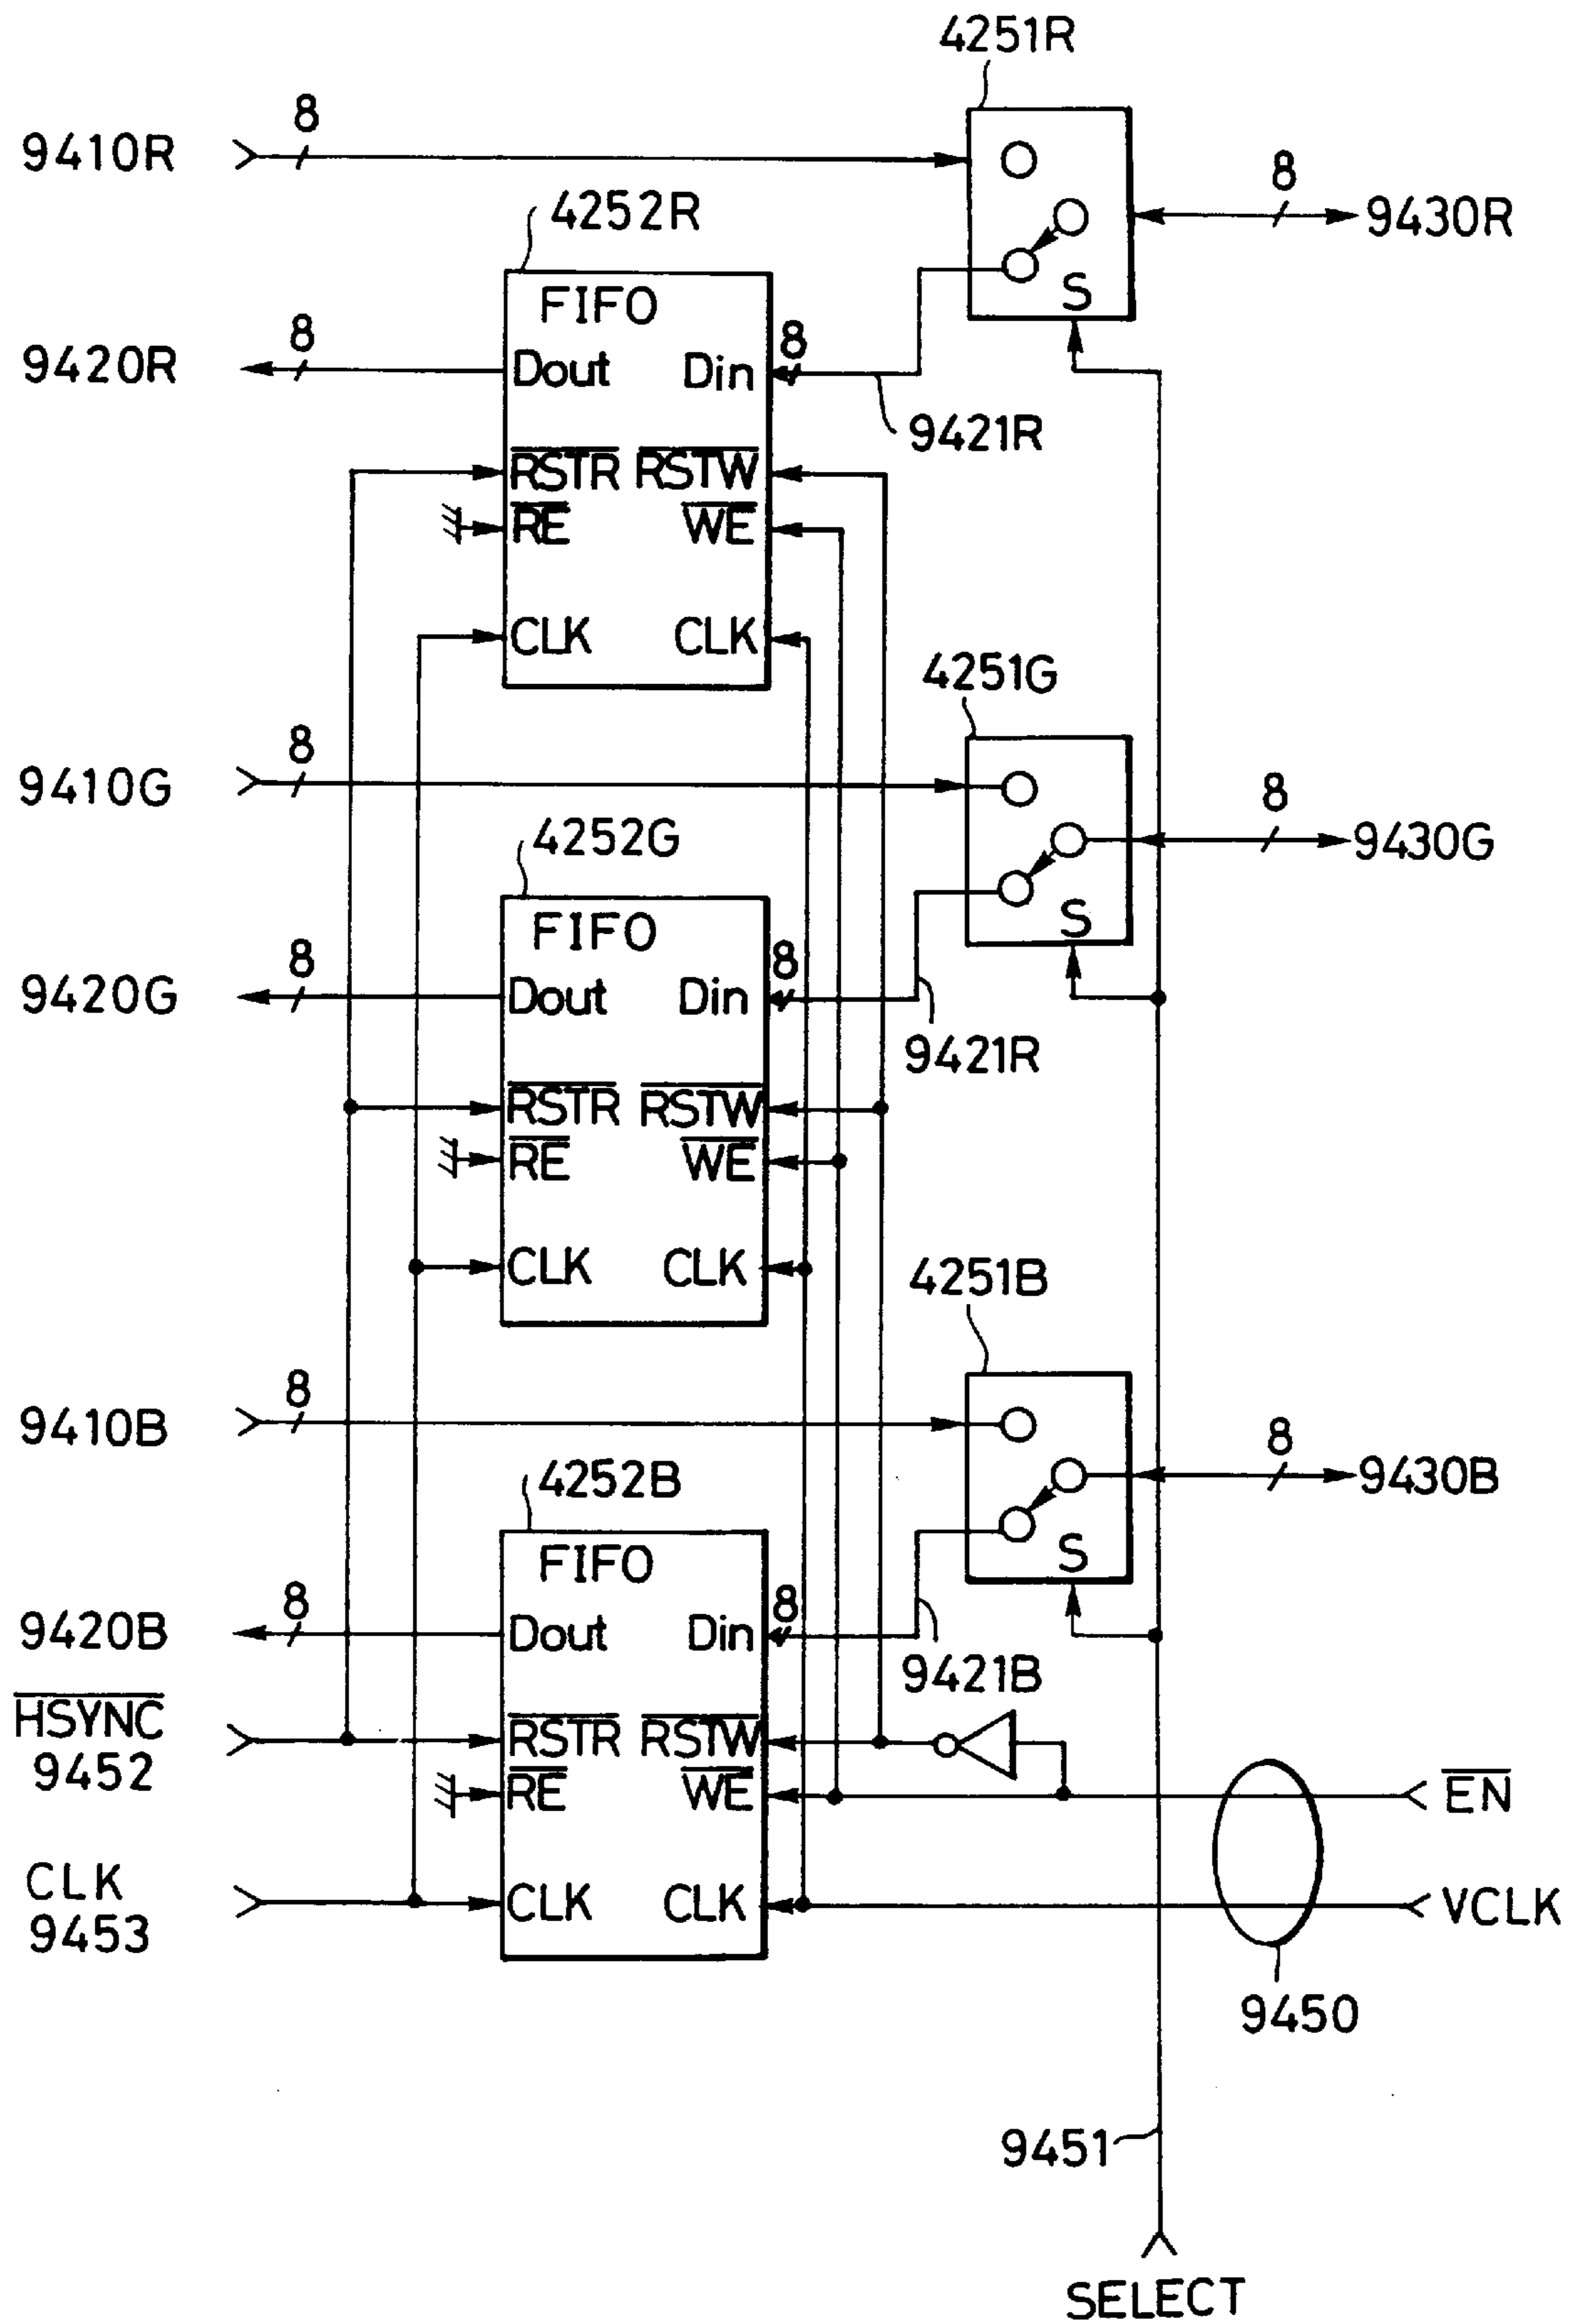 4251R
8
9410R
8
9430R
4252R
S
FIFO
8
9420R
Dout Din
8
9421R
RSTR RSTW
RE WE
CLK CLK
4251G
8
9410G
8
9430G
4252G
S
FIFO
8
9420G
Dout Din
8
9421R
RSTR RSTW
RE WE
CLK CLK
4251B
8
9410B
8
9430B
4252B
S
FIFO
8
9420B
Dout Din
8
9421B
HSYNC
9452
RSTR RSTW
RE WE
EN
CLK
9453
CLK CLK
VCLK
9450
9451
SELECT